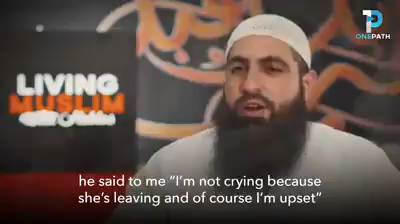 ONEPATH
LIVING
MUSLIM
he said to me “I’m not crying because
she’s leaving and of course I’m upset”